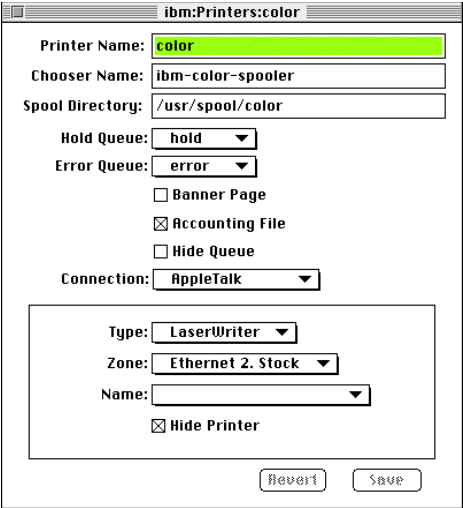 ibm:Printers:color
Printer Name: color
Chooser Name: ibm-color-spooler
Spool Directory: /usr/spool/color
Hold Queue: hold
Error Queue: error
Banner Page
Accounting File
Hide Queue
Connection: AppleTalk
Type: LaserWriter
Zone: Ethernet 2. Stock
Name:
Hide Printer
Revert Save